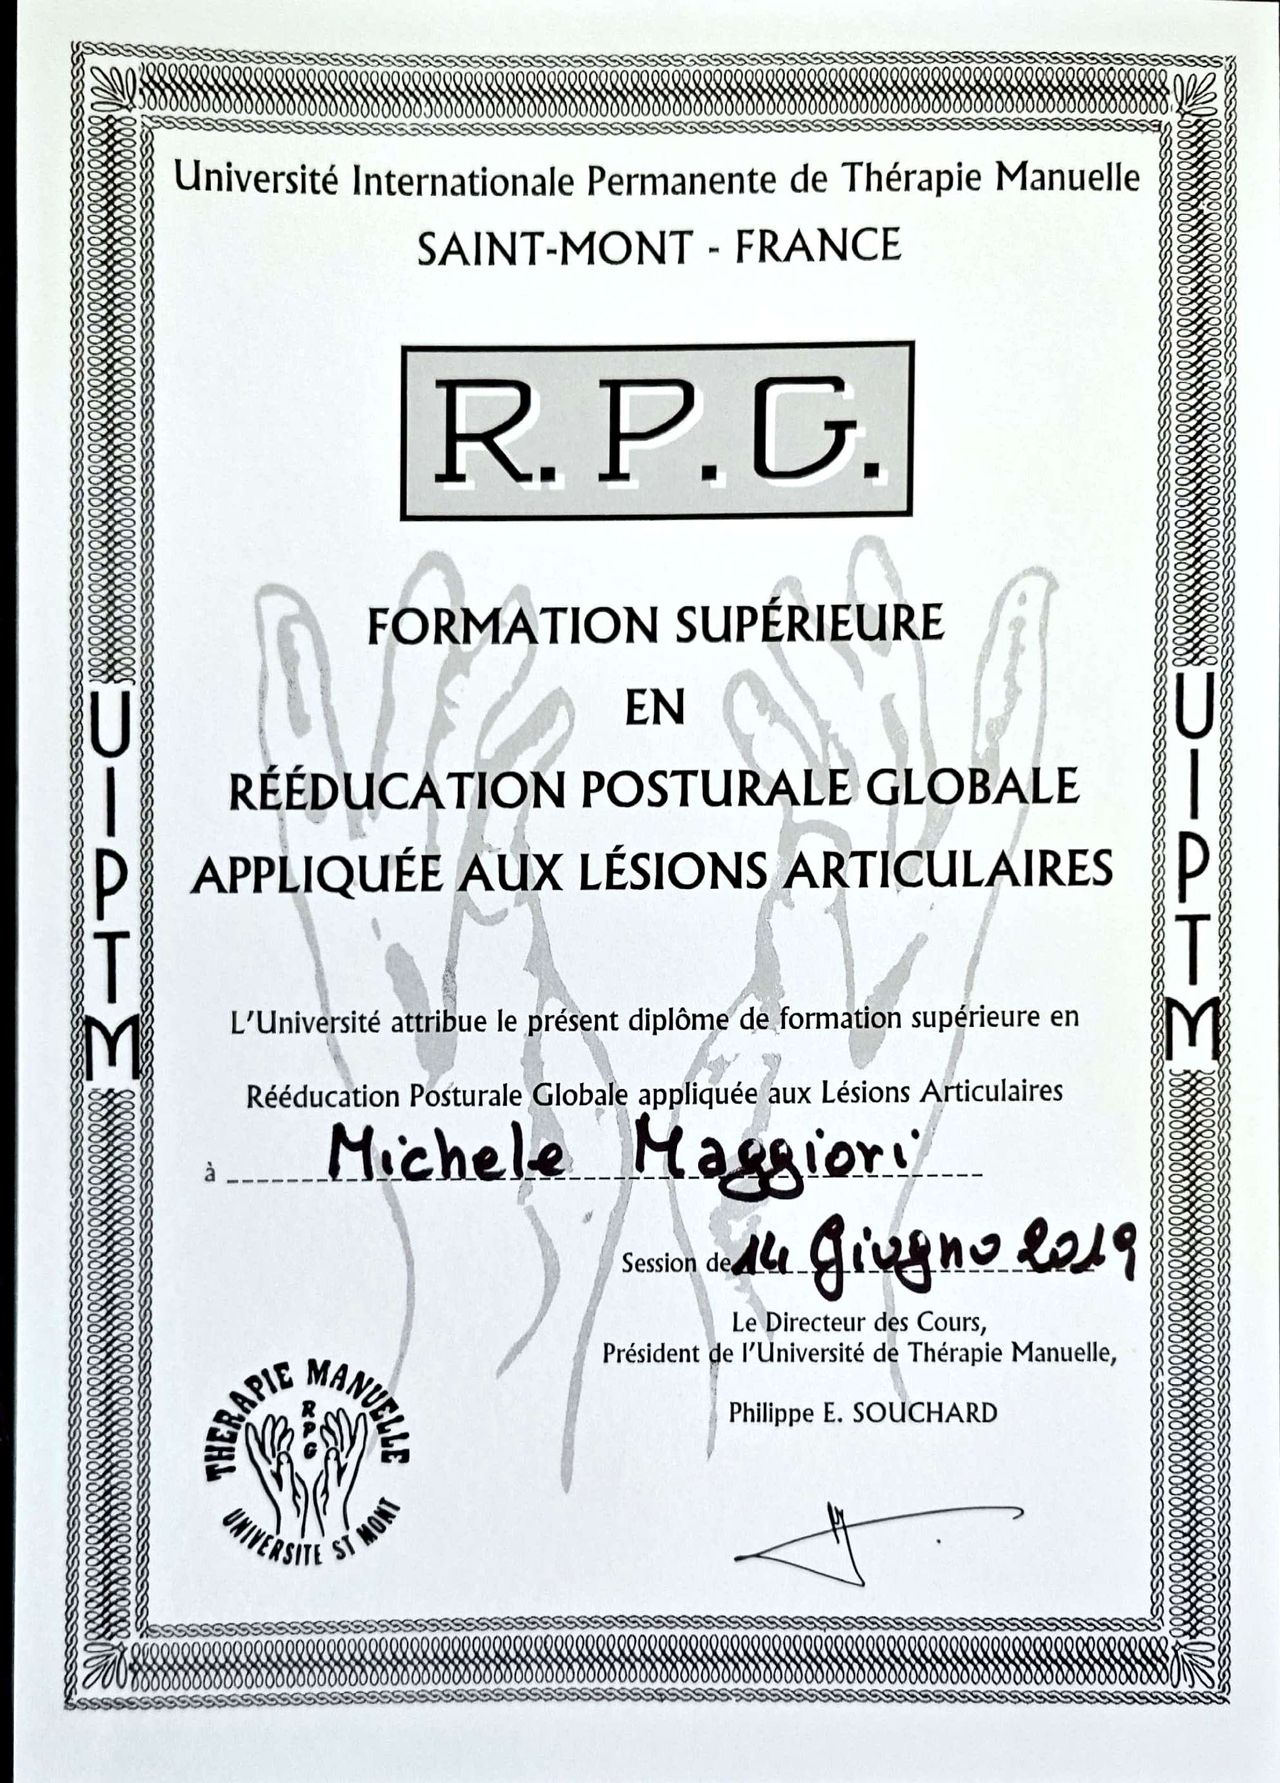 Université Internationale Permanente de Thérapie Manuelle
SAINT-MONT - FRANCE
R.P.G.
FORMATION SUPÉRIEURE
EN
RÉÉDUCATION POSTURALE GLOBALE
APPLIQUÉE AUX LÉSIONS ARTICULAIRES
UIPTM
UIPTM
L'Université attribue le présent diplôme de formation supérieure en
Rééducation Posturale Globale appliquée aux Lésions Articulaires
à Michele Maggiori
Session de 14 Giugno 2019
Le Directeur des Cours,
Président de l'Université de Thérapie Manuelle,
Philippe E. SOUCHARD
THERAPIE MANUELLE
RPG
UNIVERSITE ST MONT